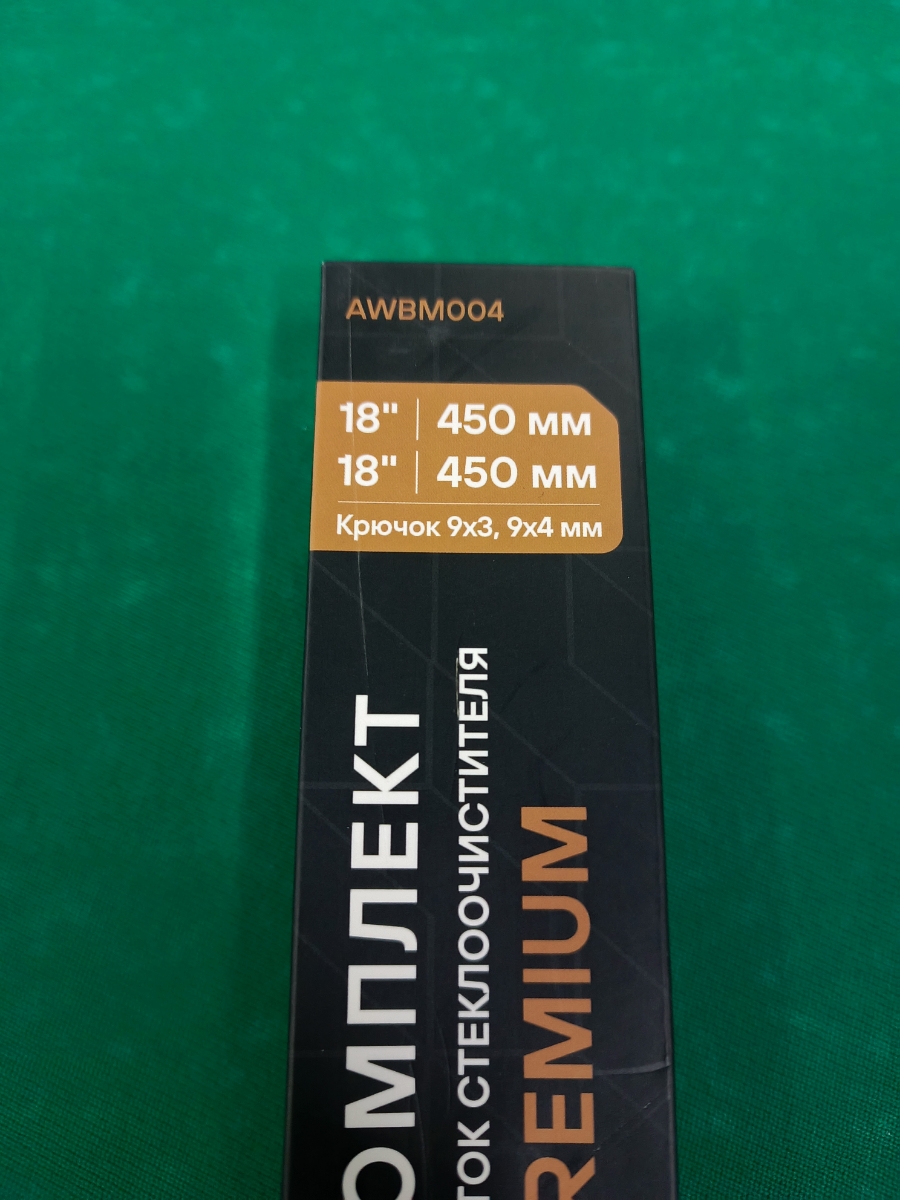 AWBM004
18" | 450 мм
18" | 450 мм
Крючок 9x3, 9x4 мм
ОМПЛЕКТ
ТОК СТЕКЛООЧИСТИТЕЛЯ
REMIUM